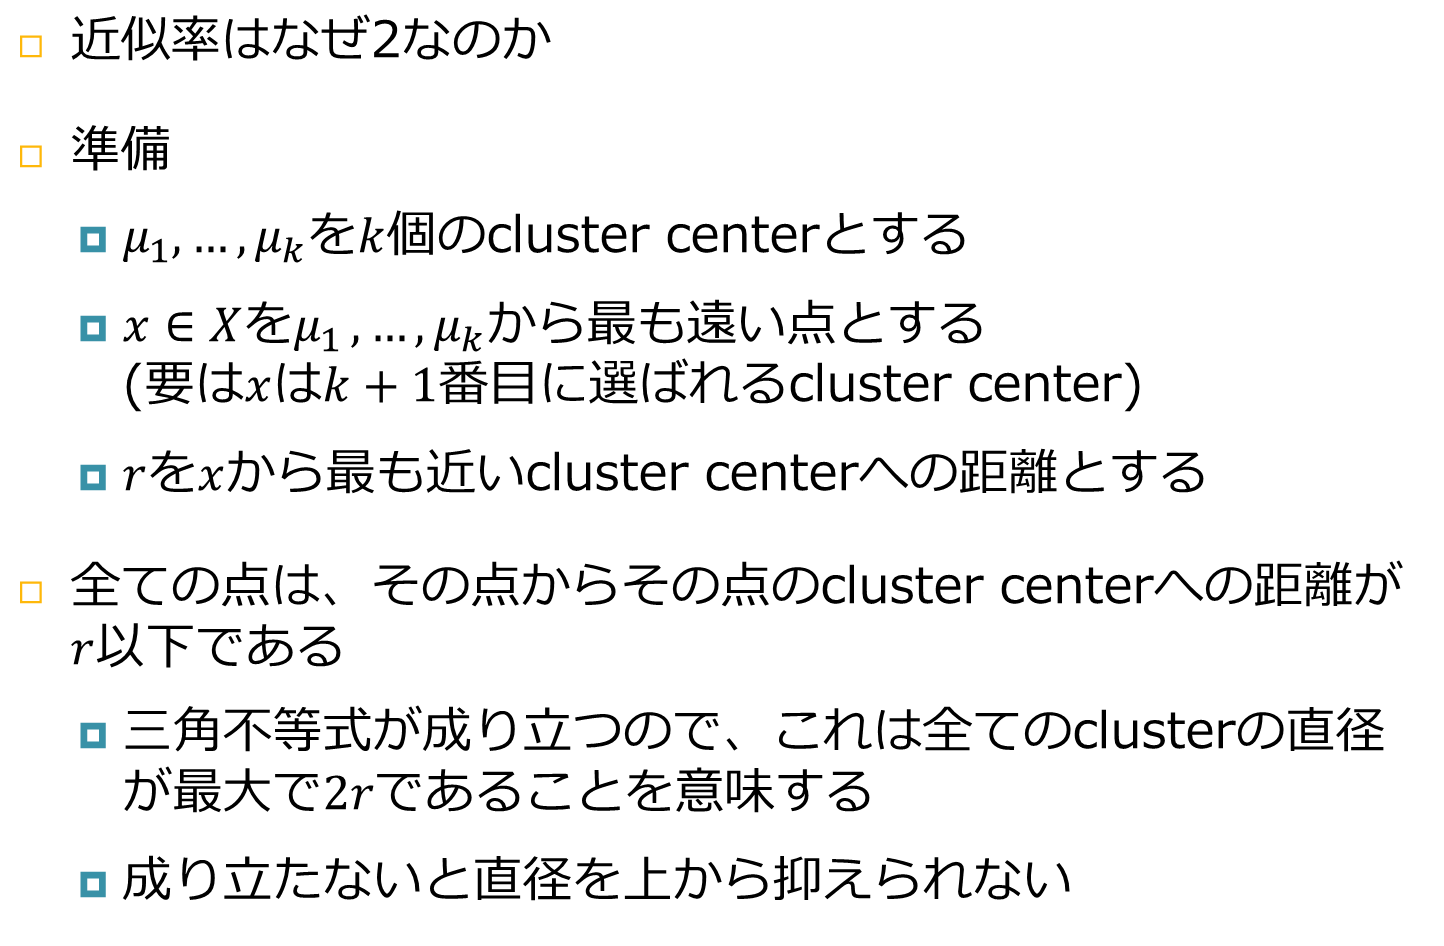 近似率はなぜ2なのか
準備
μ₁, … , μₖをk個のcluster centerとする
x ∈ Xをμ₁ , … , μₖから最も遠い点とする
(要はxはk + 1番目に選ばれるcluster center)
rをxから最も近いcluster centerへの距離とする
全ての点は、その点からその点のcluster centerへの距離が
r以下である
三角不等式が成り立つので、これは全てのclusterの直径
が最大で2rであることを意味する
成り立たないと直径を上から抑えられない